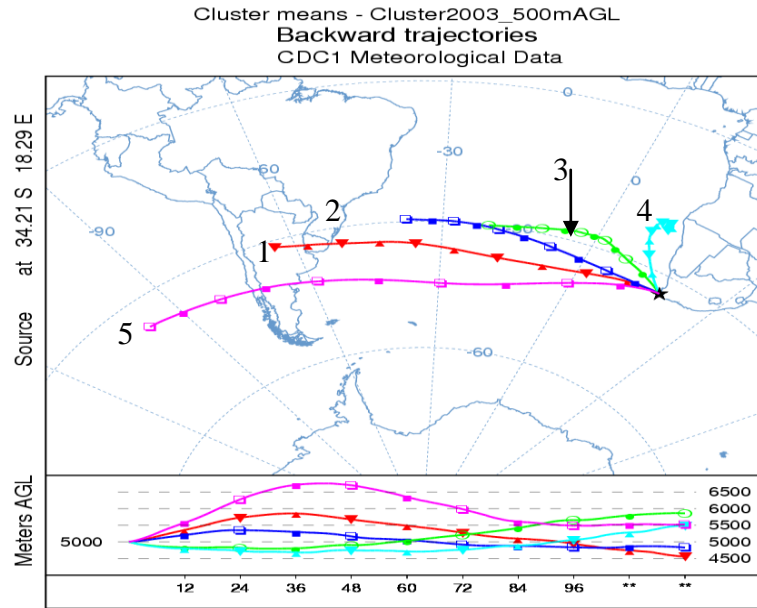 Cluster means - Cluster2003_500mAGL
Backward trajectories
CDC1 Meteorological Data
Source at 34.21 S 18.29 E
0
-30
3
0
-60
2
4
-90
1
5
-60
Meters AGL
5000
6500
6000
5500
5000
4500
12 24 36 48 60 72 84 96 ** **